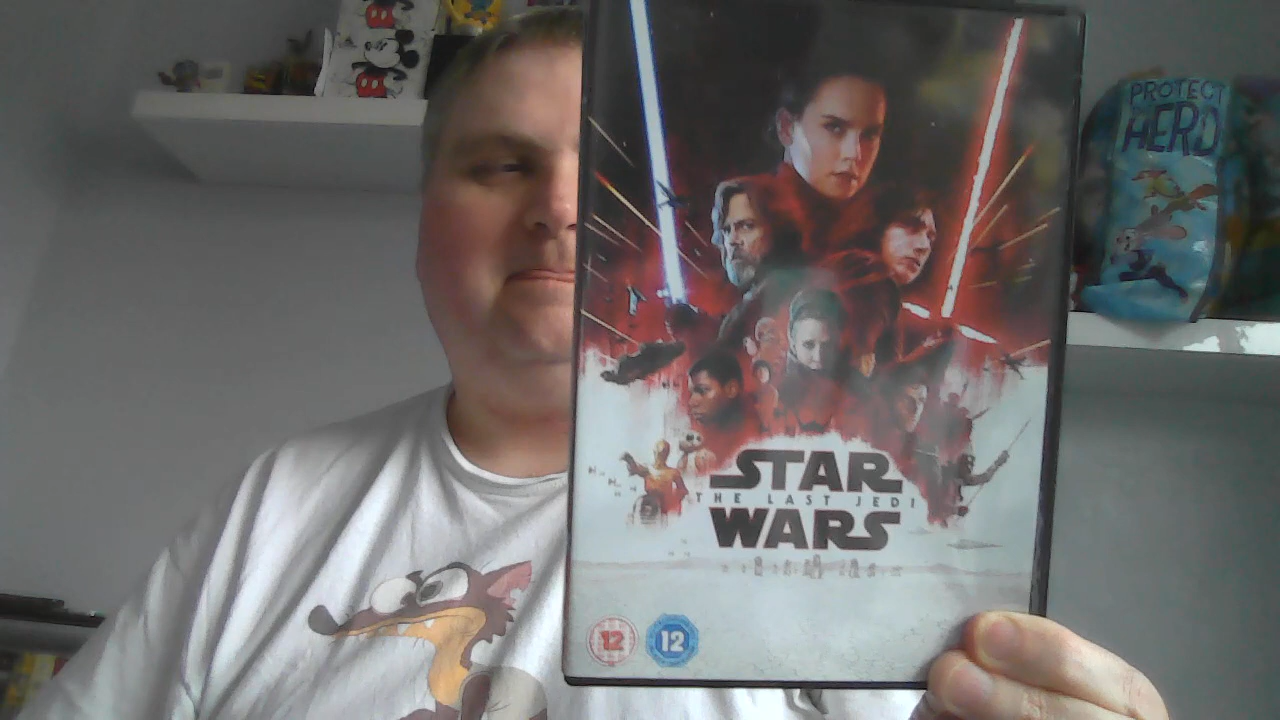 PROTECT
HERO
STAR
THE LAST JEDI
WARS
12
12